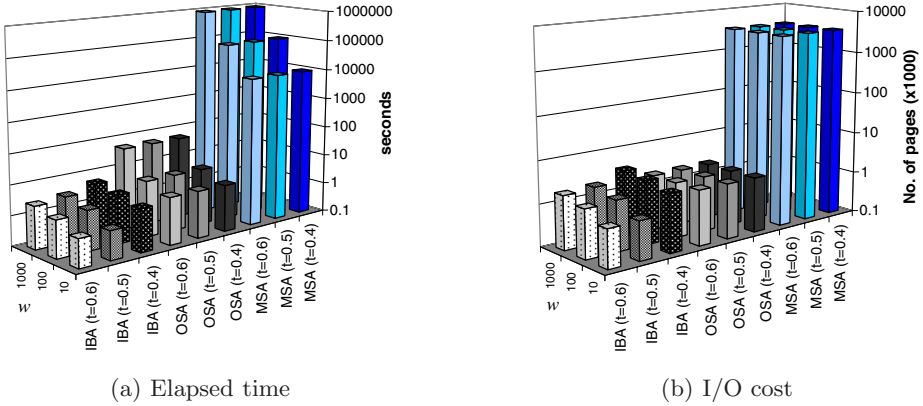 1000000
100000
10000
1000
100
10
1
0.1
seconds
1000
100
10
w
IBA (t=0.6)
IBA (t=0.5)
IBA (t=0.4)
OSA (t=0.6)
OSA (t=0.5)
OSA (t=0.4)
MSA (t=0.6)
MSA (t=0.5)
MSA (t=0.4)
(a) Elapsed time
10000
1000
100
10
1
0.1
No. of pages (x1000)
1000
100
10
w
IBA (t=0.6)
IBA (t=0.5)
IBA (t=0.4)
OSA (t=0.6)
OSA (t=0.5)
OSA (t=0.4)
MSA (t=0.6)
MSA (t=0.5)
MSA (t=0.4)
(b) I/O cost